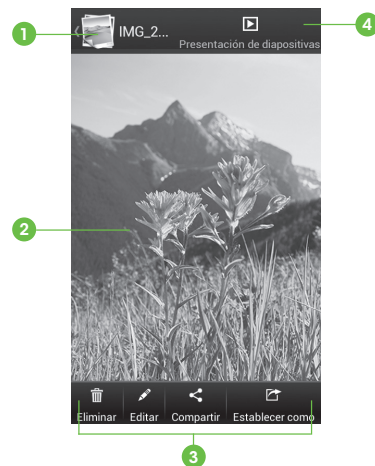 1
IMG_2...
4
Presentación de diapositivas
2
Eliminar
Editar
Compartir
Establecer como
3